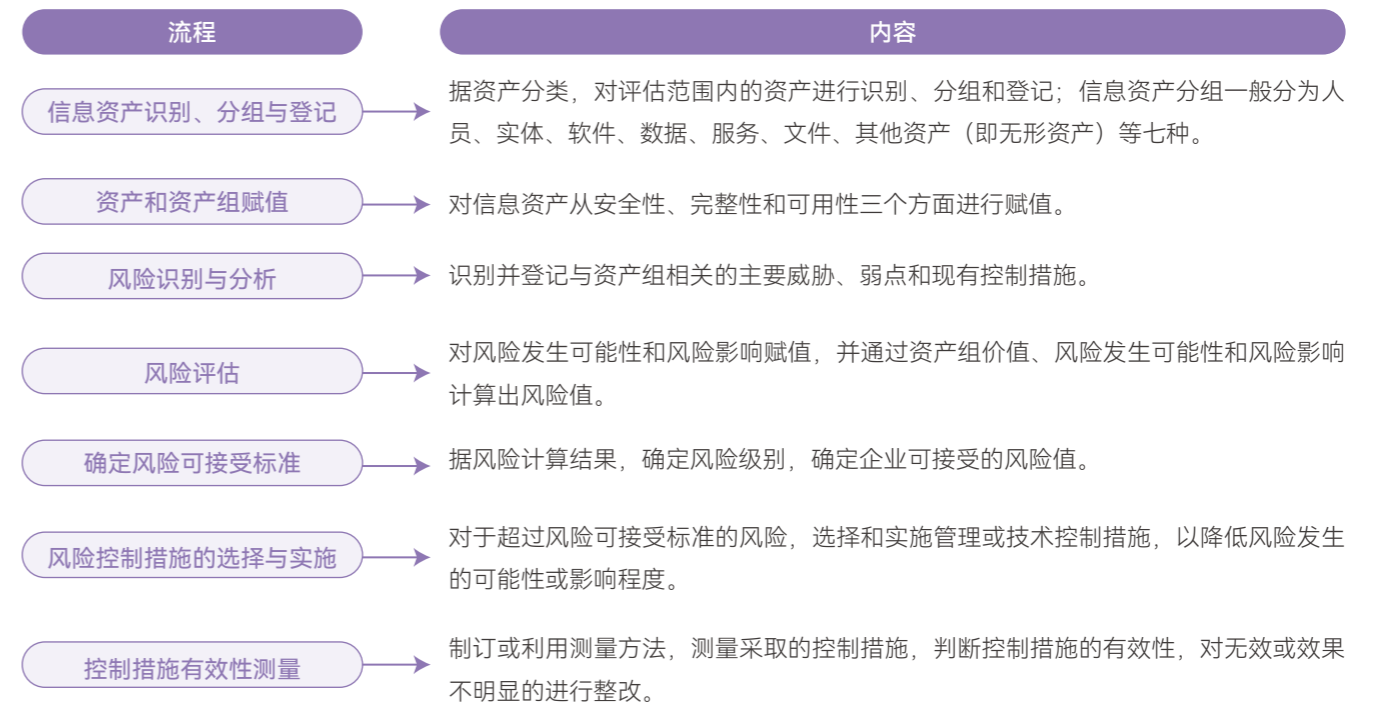 流程
内容
信息资产识别、分组与登记
据资产分类，对评估范围内的资产进行识别、分组和登记；信息资产分组一般分为人
员、实体、软件、数据、服务、文件、其他资产（即无形资产）等七种。
资产和资产组赋值
对信息资产从安全性、完整性和可用性三个方面进行赋值。
风险识别与分析
识别并登记与资产组相关的主要威胁、弱点和现有控制措施。
风险评估
对风险发生可能性和风险影响赋值，并通过资产组价值、风险发生可能性和风险影响
计算出风险值。
确定风险可接受标准
据风险计算结果，确定风险级别，确定企业可接受的风险值。
风险控制措施的选择与实施
对于超过风险可接受标准的风险，选择和实施管理或技术控制措施，以降低风险发生
的可能性或影响程度。
控制措施有效性测量
制订或利用测量方法，测量采取的控制措施，判断控制措施的有效性，对无效或效果
不明显的进行整改。